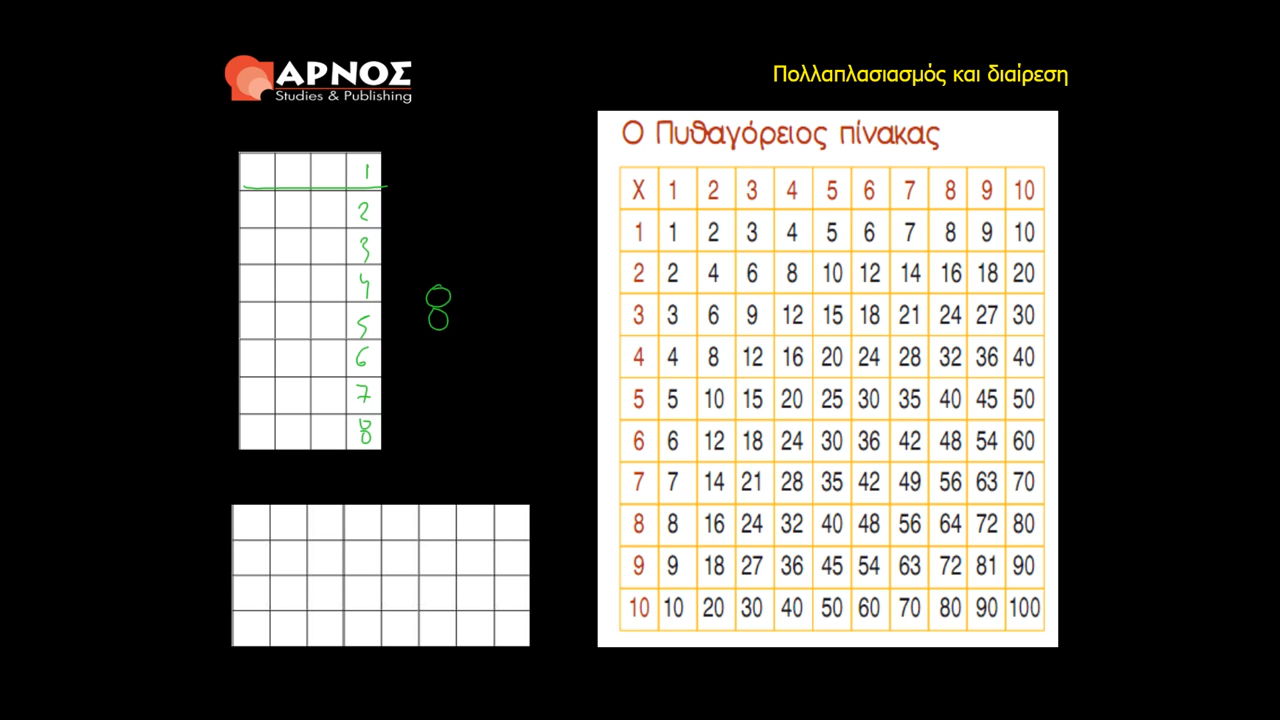 ΑΡΝΟΣ
Studies & Publishing
Πολλαπλασιασμός και διαίρεση
1
2
3
4
5
6
7
8
8
Ο Πυθαγόρειος πίνακας
X 1 2 3 4 5 6 7 8 9 10
1 1 2 3 4 5 6 7 8 9 10
2 2 4 6 8 10 12 14 16 18 20
3 3 6 9 12 15 18 21 24 27 30
4 4 8 12 16 20 24 28 32 36 40
5 5 10 15 20 25 30 35 40 45 50
6 6 12 18 24 30 36 42 48 54 60
7 7 14 21 28 35 42 49 56 63 70
8 8 16 24 32 40 48 56 64 72 80
9 9 18 27 36 45 54 63 72 81 90
10 10 20 30 40 50 60 70 80 90 100